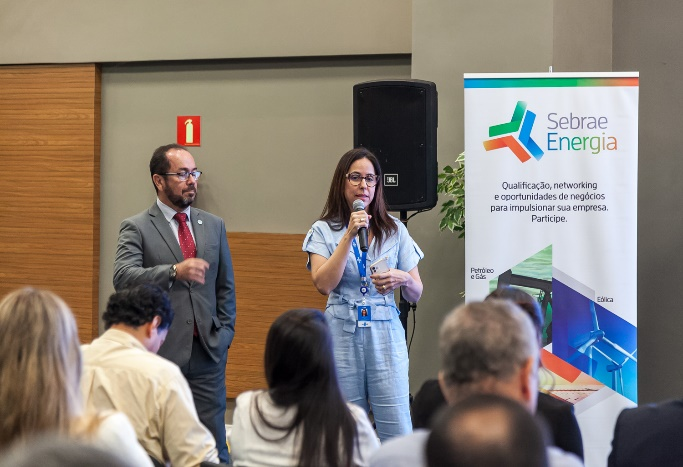 JBL
Sebrae
Energia
Qualificação, networking
e oportunidades de negócios
para impulsionar sua empresa.
Participe.
Petróleo
e Gás
Eólica